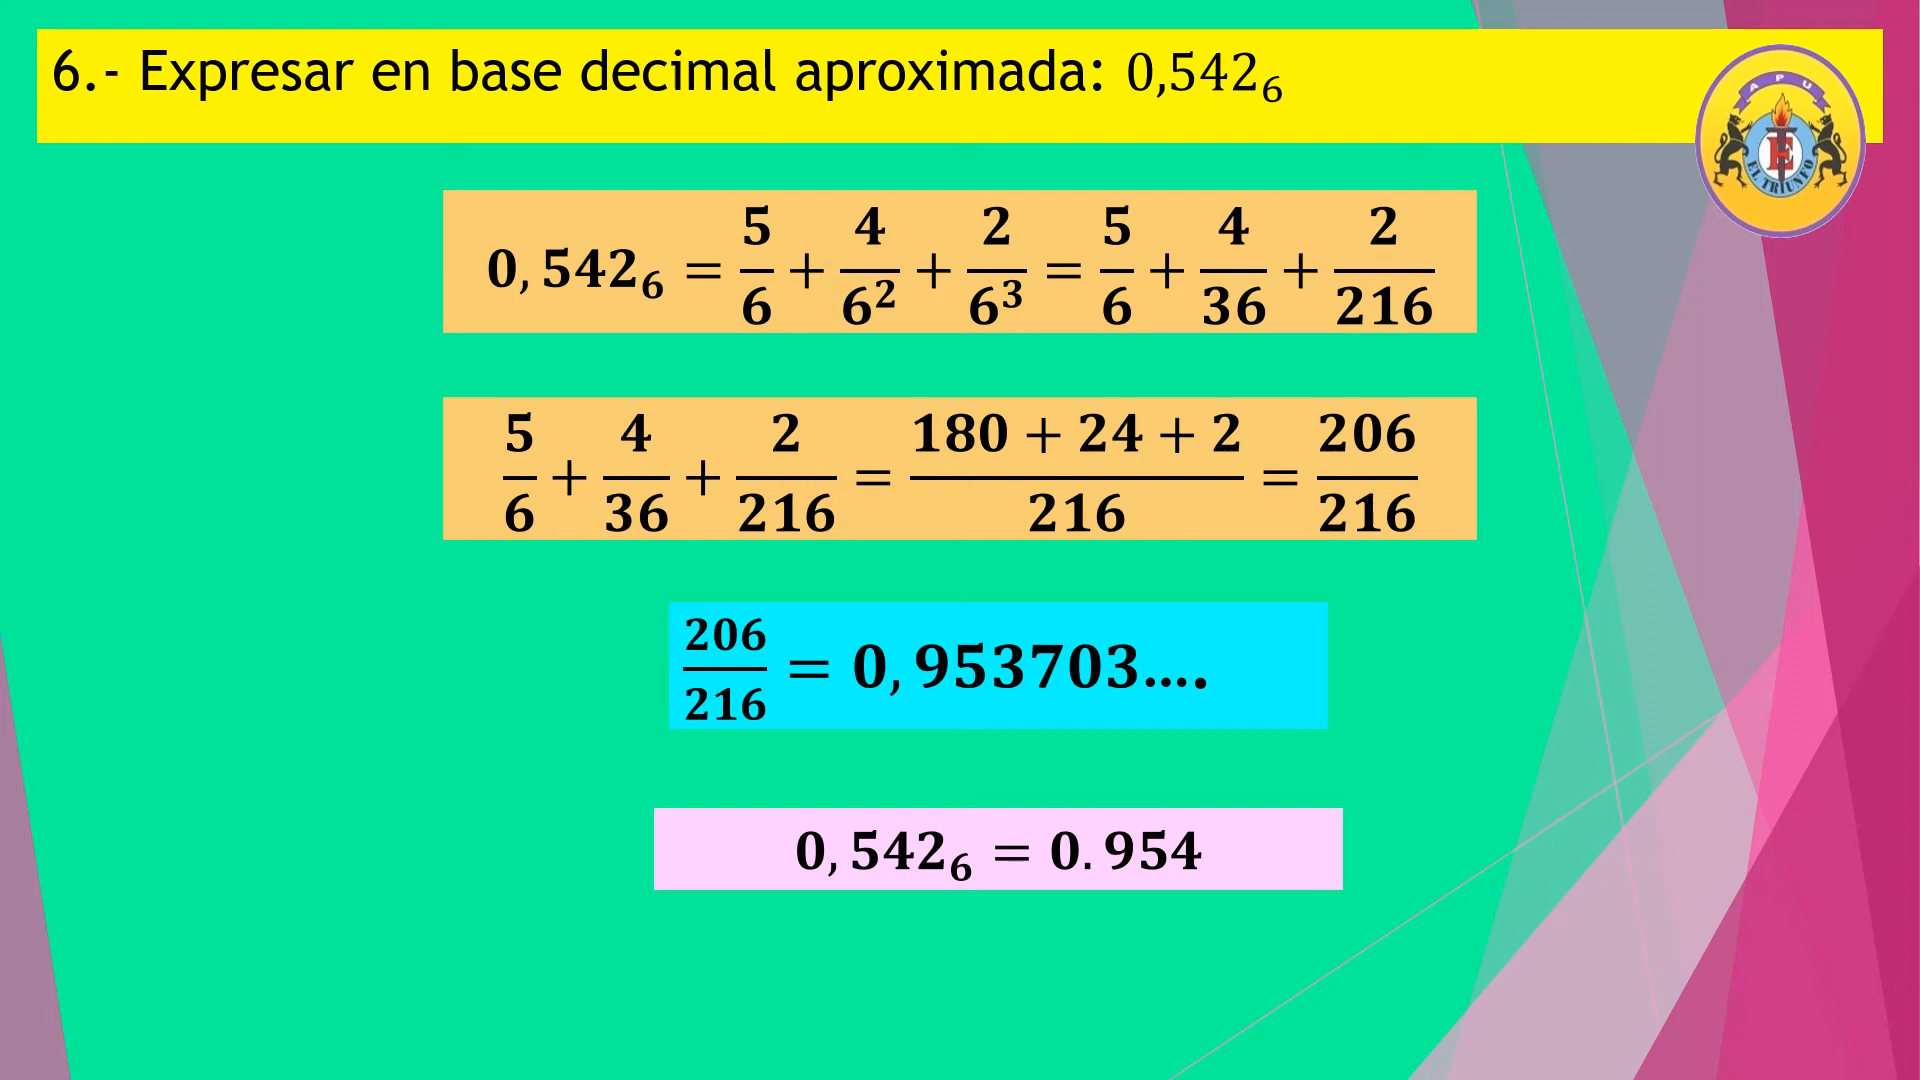 6.- Expresar en base decimal aproximada: 0,542₆
A P U
E
EL TRIUNFO
0, 542₆ = 5/6 + 4/6² + 2/6³ = 5/6 + 4/36 + 2/216
5/6 + 4/36 + 2/216 = (180 + 24 + 2)/216 = 206/216
206/216 = 0, 953703....
0, 542₆ = 0. 954